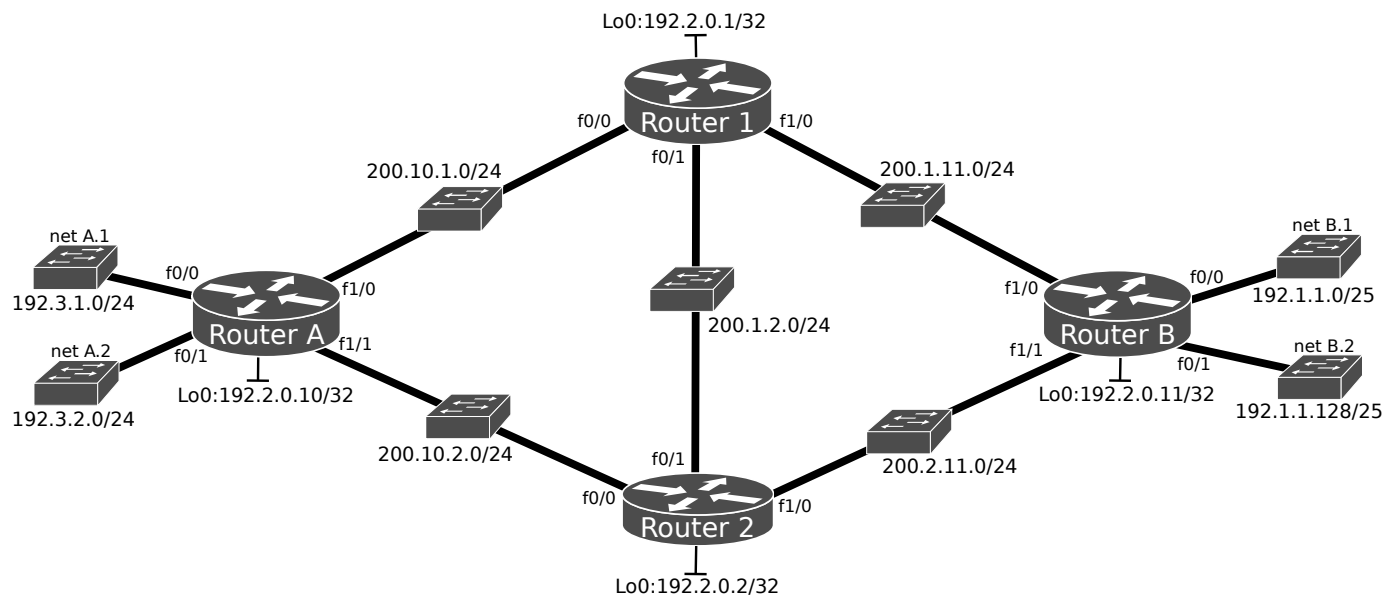 Lo0:192.2.0.1/32
Router 1
f0/0
f1/0
f0/1
200.10.1.0/24
200.1.11.0/24
net A.1
192.3.1.0/24
f0/0
f1/0
Router A
net A.2
f0/1
f1/1
192.3.2.0/24
Lo0:192.2.0.10/32
200.1.2.0/24
net B.1
f0/0
f1/0
192.1.1.0/25
Router B
f1/1
net B.2
f0/1
Lo0:192.2.0.11/32
192.1.1.128/25
200.10.2.0/24
200.2.11.0/24
f0/1
f0/0
f1/0
Router 2
Lo0:192.2.0.2/32